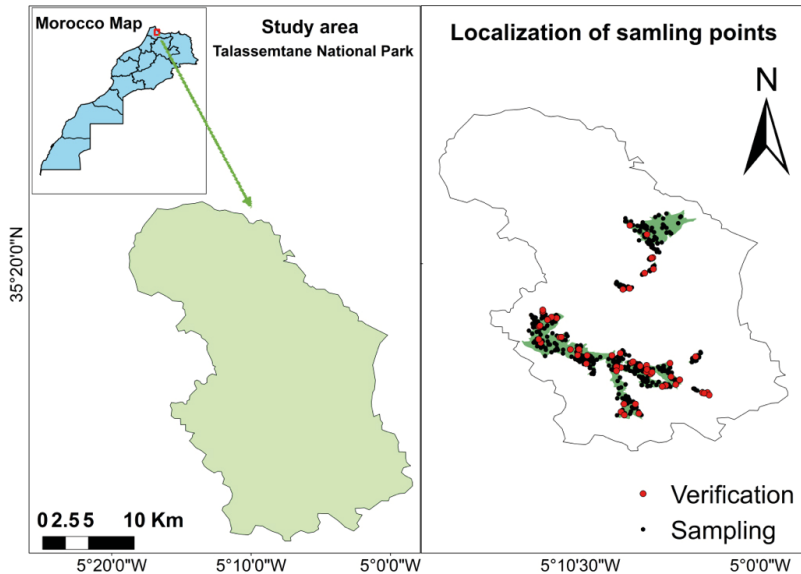 Morocco Map
Study area
Talassemtane National Park
35°20'0"N
0 2.5 5 10 Km
5°20'0"W 5°10'0"W 5°0'0"W
Localization of samling points
N
Verification
Sampling
5°10'30"W 5°0'0"W